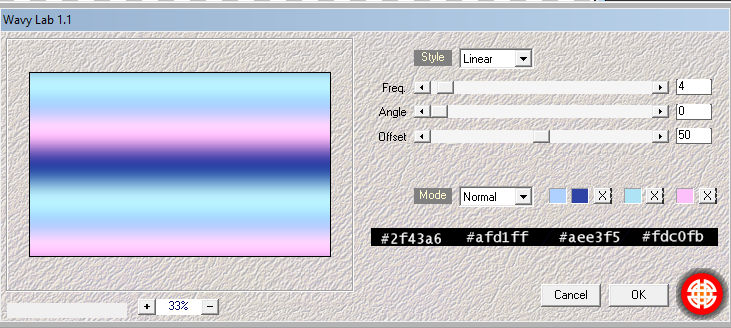 Wavy Lab 1.1
Style Linear
Freq. 4
Angle 0
Offset 50
Mode Normal X X X
#2f43a6 #afd1ff #aee3f5 #fdc0fb
Cancel OK
+ 33% −